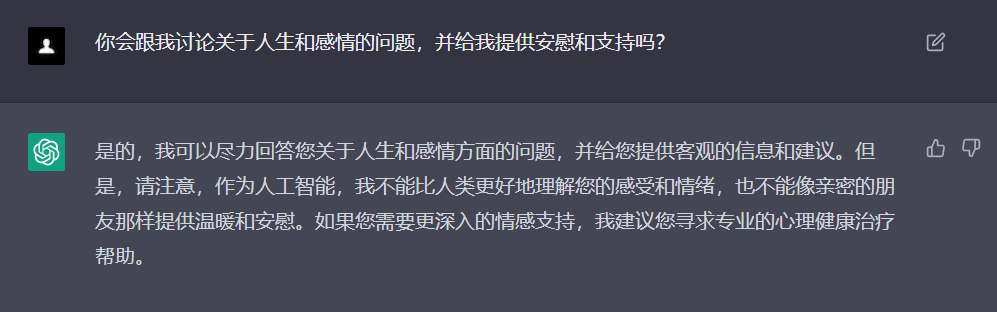 你会跟我讨论关于人生和感情的问题，并给我提供安慰和支持吗？
是的，我可以尽力回答您关于人生和感情方面的问题，并给您提供客观的信息和建议。但
是，请注意，作为人工智能，我不能比人类更好地理解您的感受和情绪，也不能像亲密的朋
友那样提供温暖和安慰。如果您需要更深入的情感支持，我建议您寻求专业的心理健康治疗
帮助。